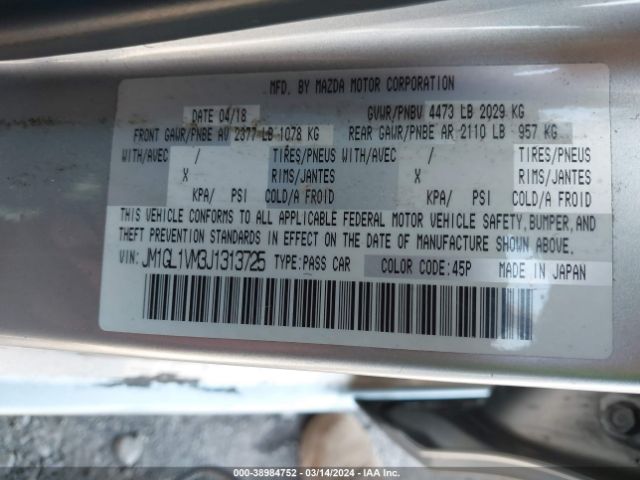 MFD. BY MAZDA MOTOR CORPORATION
DATE 04/18 GVWR/PNBV 4473 LB 2029 KG
FRONT GAWR/PNBE AV 2377 LB 1078 KG REAR GAWR/PNBE AR 2110 LB 957 KG
WITH/AVEC / TIRES/PNEUS WITH/AVEC / TIRES/PNEUS
X RIMS/JANTES X RIMS/JANTES
KPA/ PSI COLD/A FROID KPA/ PSI COLD/A FROID
THIS VEHICLE CONFORMS TO ALL APPLICABLE FEDERAL MOTOR VEHICLE SAFETY, BUMPER, AND
THEFT PREVENTION STANDARDS IN EFFECT ON THE DATE OF MANUFACTURE SHOWN ABOVE.
VIN: JM1GL1VM3J1313725 TYPE:PASS CAR COLOR CODE:45P MADE IN JAPAN
000-38984752 — 03/14/2024 — IAA Inc.